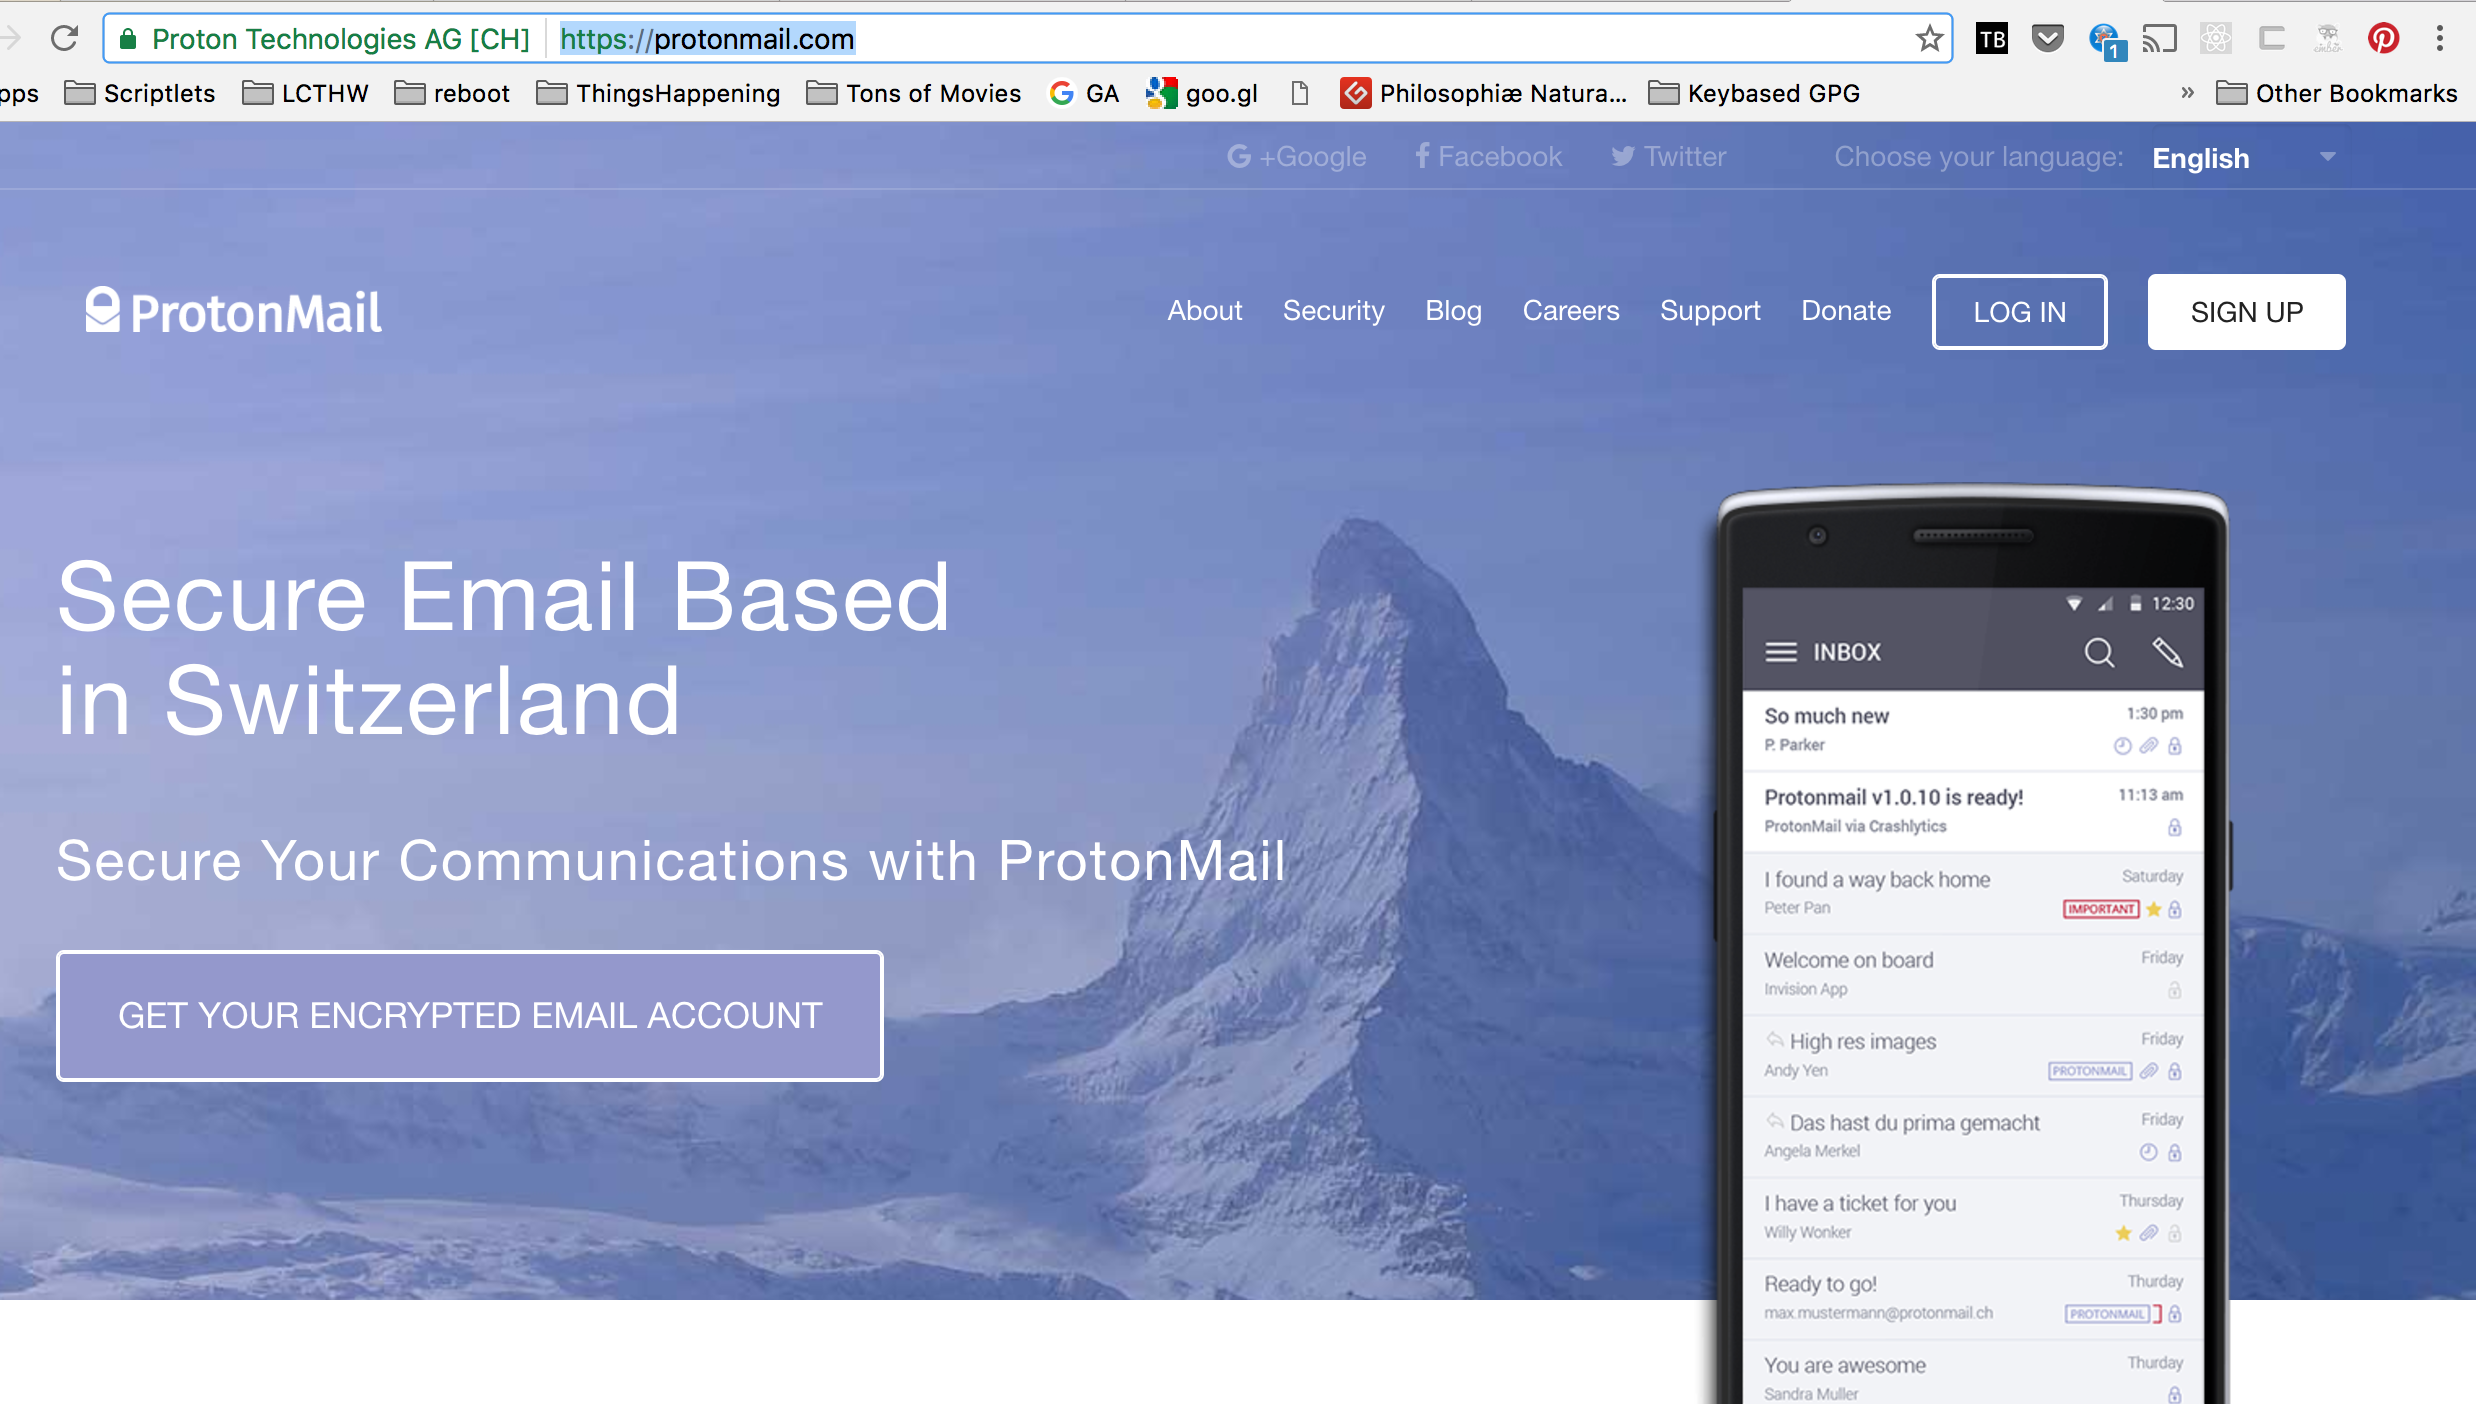 Proton Technologies AG [CH] https://protonmail.com TB 1
pps Scriptlets LCTHW reboot ThingsHappening Tons of Movies GA goo.gl Philosophiæ Natura... Keybased GPG » Other Bookmarks
+Google Facebook Twitter Choose your language: English
ProtonMail
About Security Blog Careers Support Donate LOG IN SIGN UP
Secure Email Based
in Switzerland
Secure Your Communications with ProtonMail
GET YOUR ENCRYPTED EMAIL ACCOUNT
12:30
INBOX
So much new 1:30 pm
P. Parker
Protonmail v1.0.10 is ready! 11:13 am
ProtonMail via Crashlytics
I found a way back home Saturday
Peter Pan IMPORTANT
Welcome on board Friday
Invision App
High res images Friday
Andy Yen PROTONMAIL
Das hast du prima gemacht Friday
Angela Merkel
I have a ticket for you Thursday
Willy Wonker
Ready to go! Thurday
max.mustermann@protonmail.ch PROTONMAIL
You are awesome Thurday
Sandra Muller